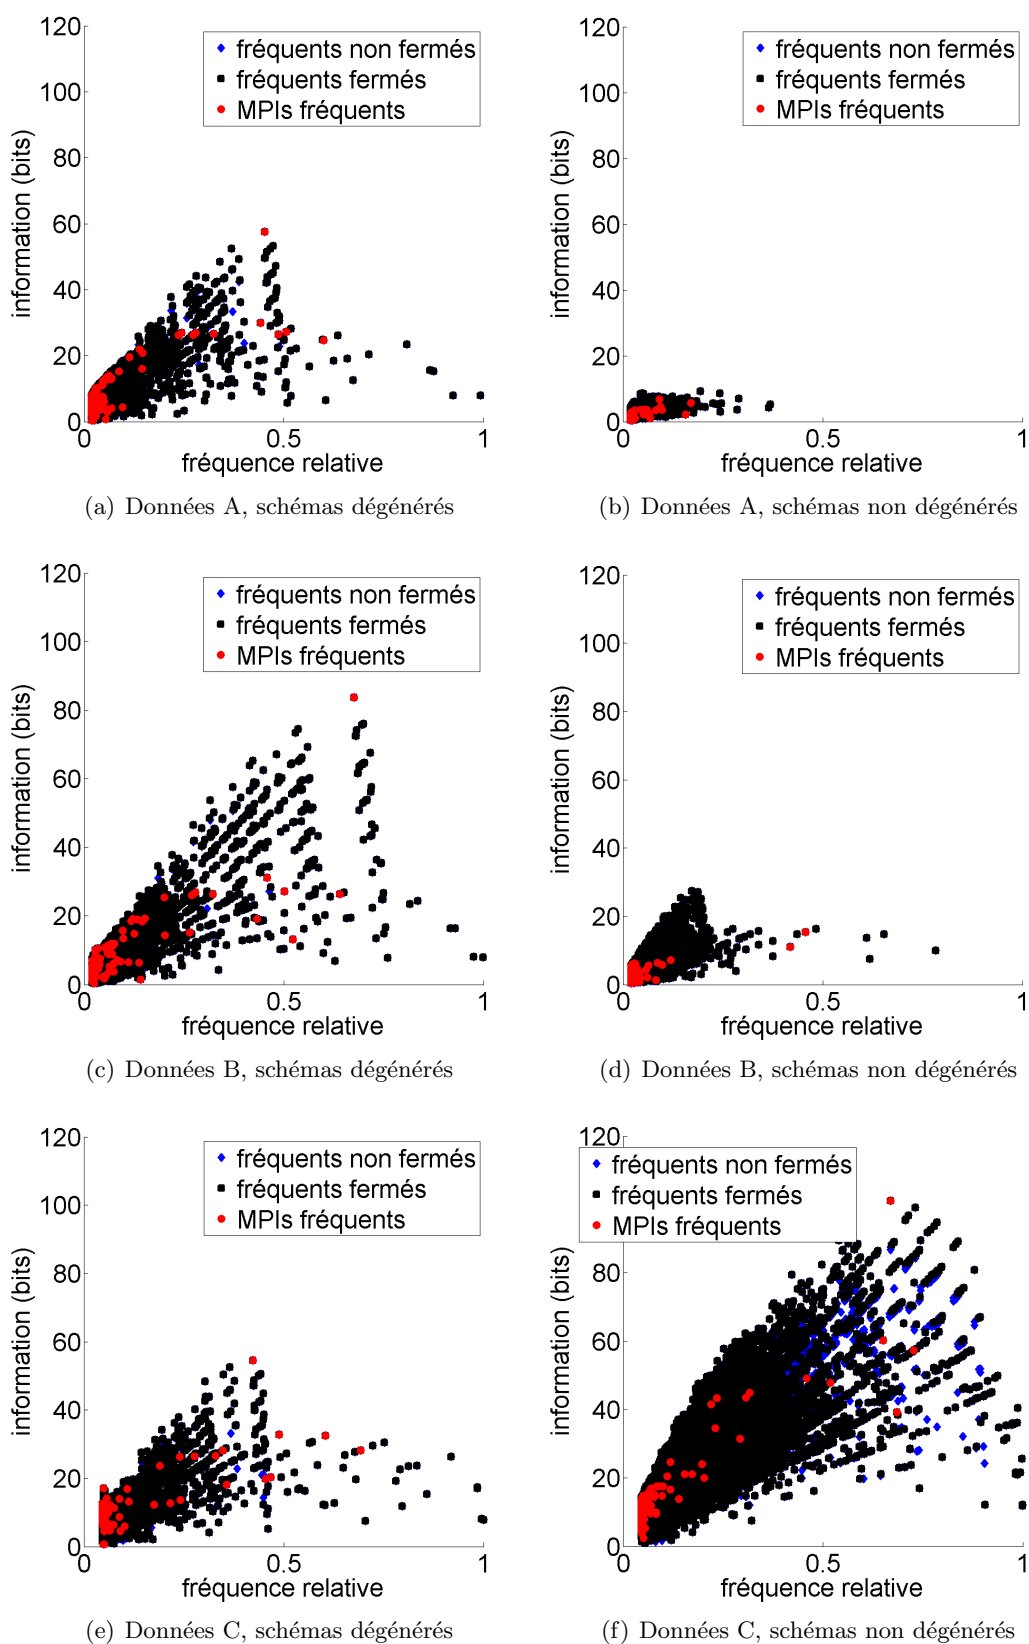 120
100
80
60
40
20
0
information (bits)
fréquents non fermés
fréquents fermés
MPIs fréquents
0
0.5
1
fréquence relative
(a) Données A, schémas dégénérés
120
100
80
60
40
20
0
information (bits)
fréquents non fermés
fréquents fermés
MPIs fréquents
0
0.5
1
fréquence relative
(b) Données A, schémas non dégénérés
120
100
80
60
40
20
0
information (bits)
fréquents non fermés
fréquents fermés
MPIs fréquents
0
0.5
1
fréquence relative
(c) Données B, schémas dégénérés
120
100
80
60
40
20
0
information (bits)
fréquents non fermés
fréquents fermés
MPIs fréquents
0
0.5
1
fréquence relative
(d) Données B, schémas non dégénérés
120
100
80
60
40
20
0
information (bits)
fréquents non fermés
fréquents fermés
MPIs fréquents
0
0.5
1
fréquence relative
(e) Données C, schémas dégénérés
120
80
60
40
20
0
information (bits)
fréquents non fermés
fréquents fermés
MPIs fréquents
0
0.5
1
fréquence relative
(f) Données C, schémas non dégénérés